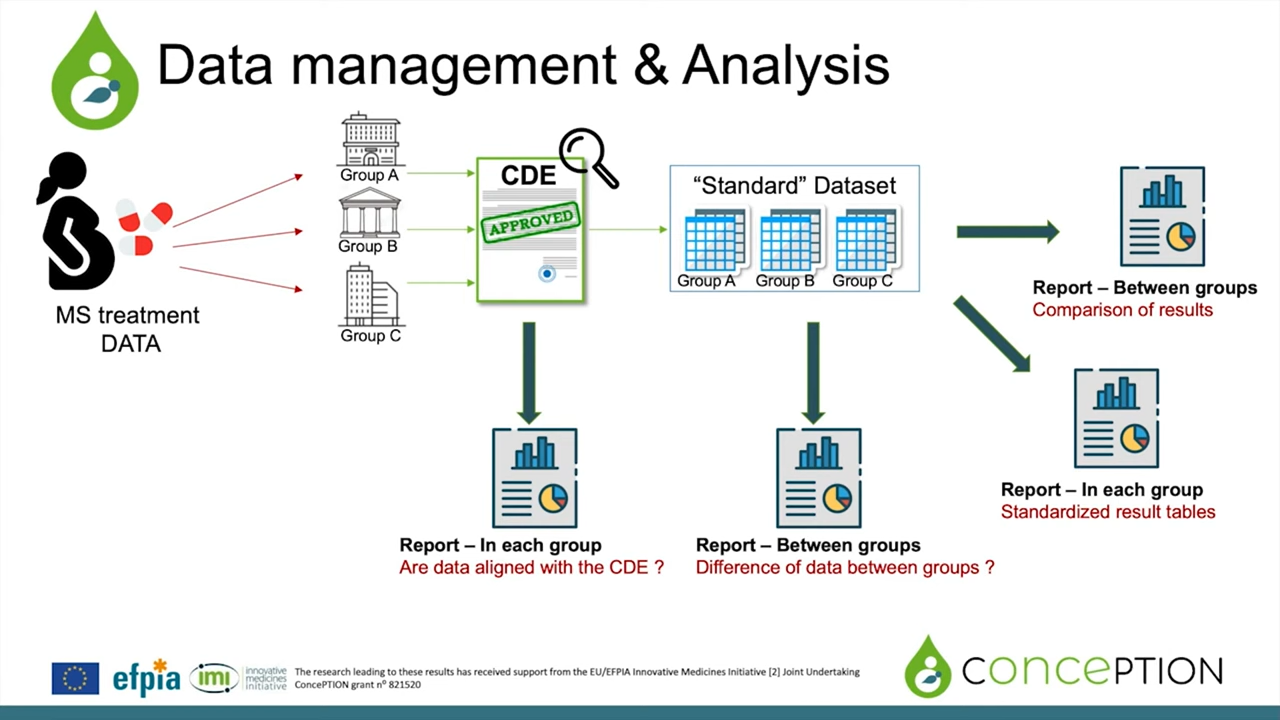 Data management & Analysis
MS treatment
DATA
Group A
Group B
Group C
CDE
APPROVED
“Standard” Dataset
Group A
Group B
Group C
Report – Between groups
Comparison of results
Report – In each group
Standardized result tables
Report – In each group
Are data aligned with the CDE ?
Report – Between groups
Difference of data between groups ?
efpia
imi
innovative
medicines
initiative
The research leading to these results has received support from the EU/EFPIA Innovative Medicines Initiative [2] Joint Undertaking
ConcePTION grant nº 821520
conception